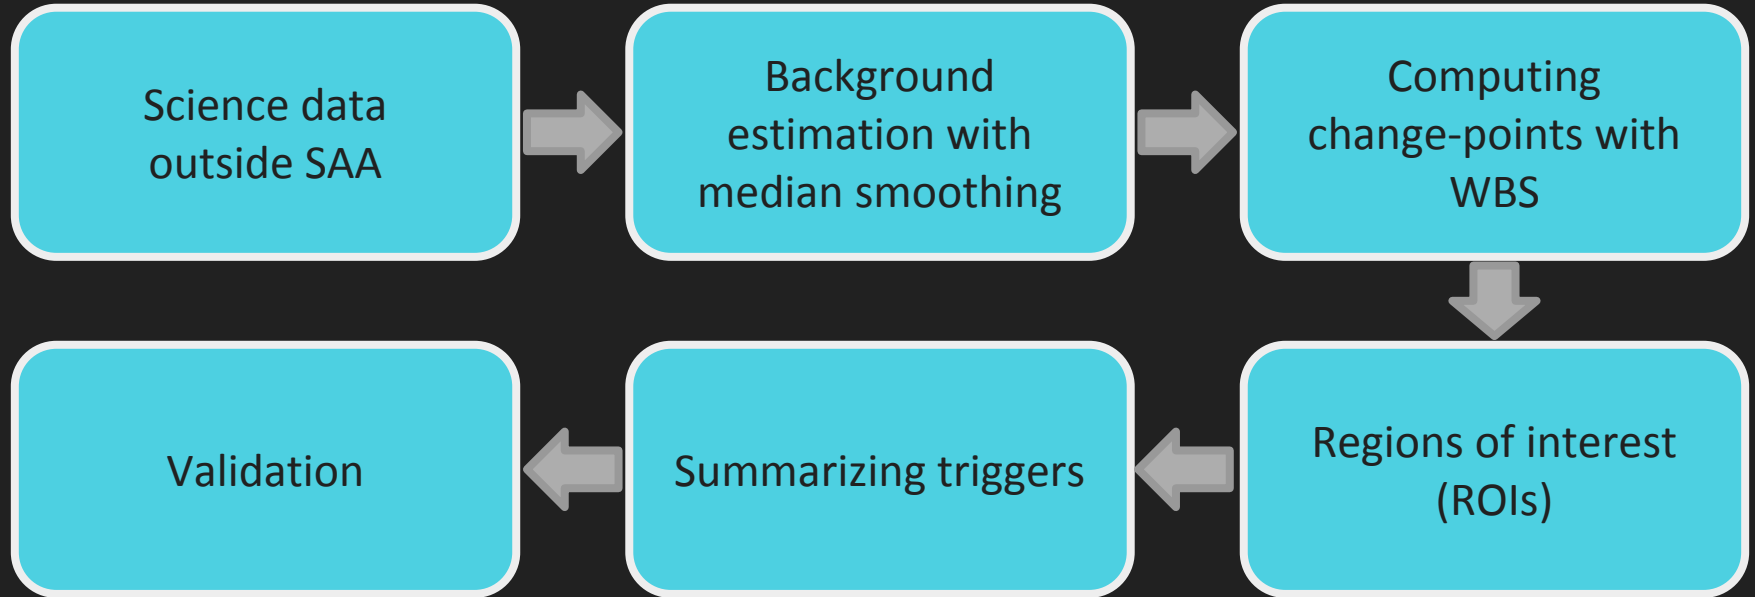 Science data
outside SAA
Background
estimation with
median smoothing
Computing
change-points with
WBS
Regions of interest
(ROIs)
Summarizing triggers
Validation